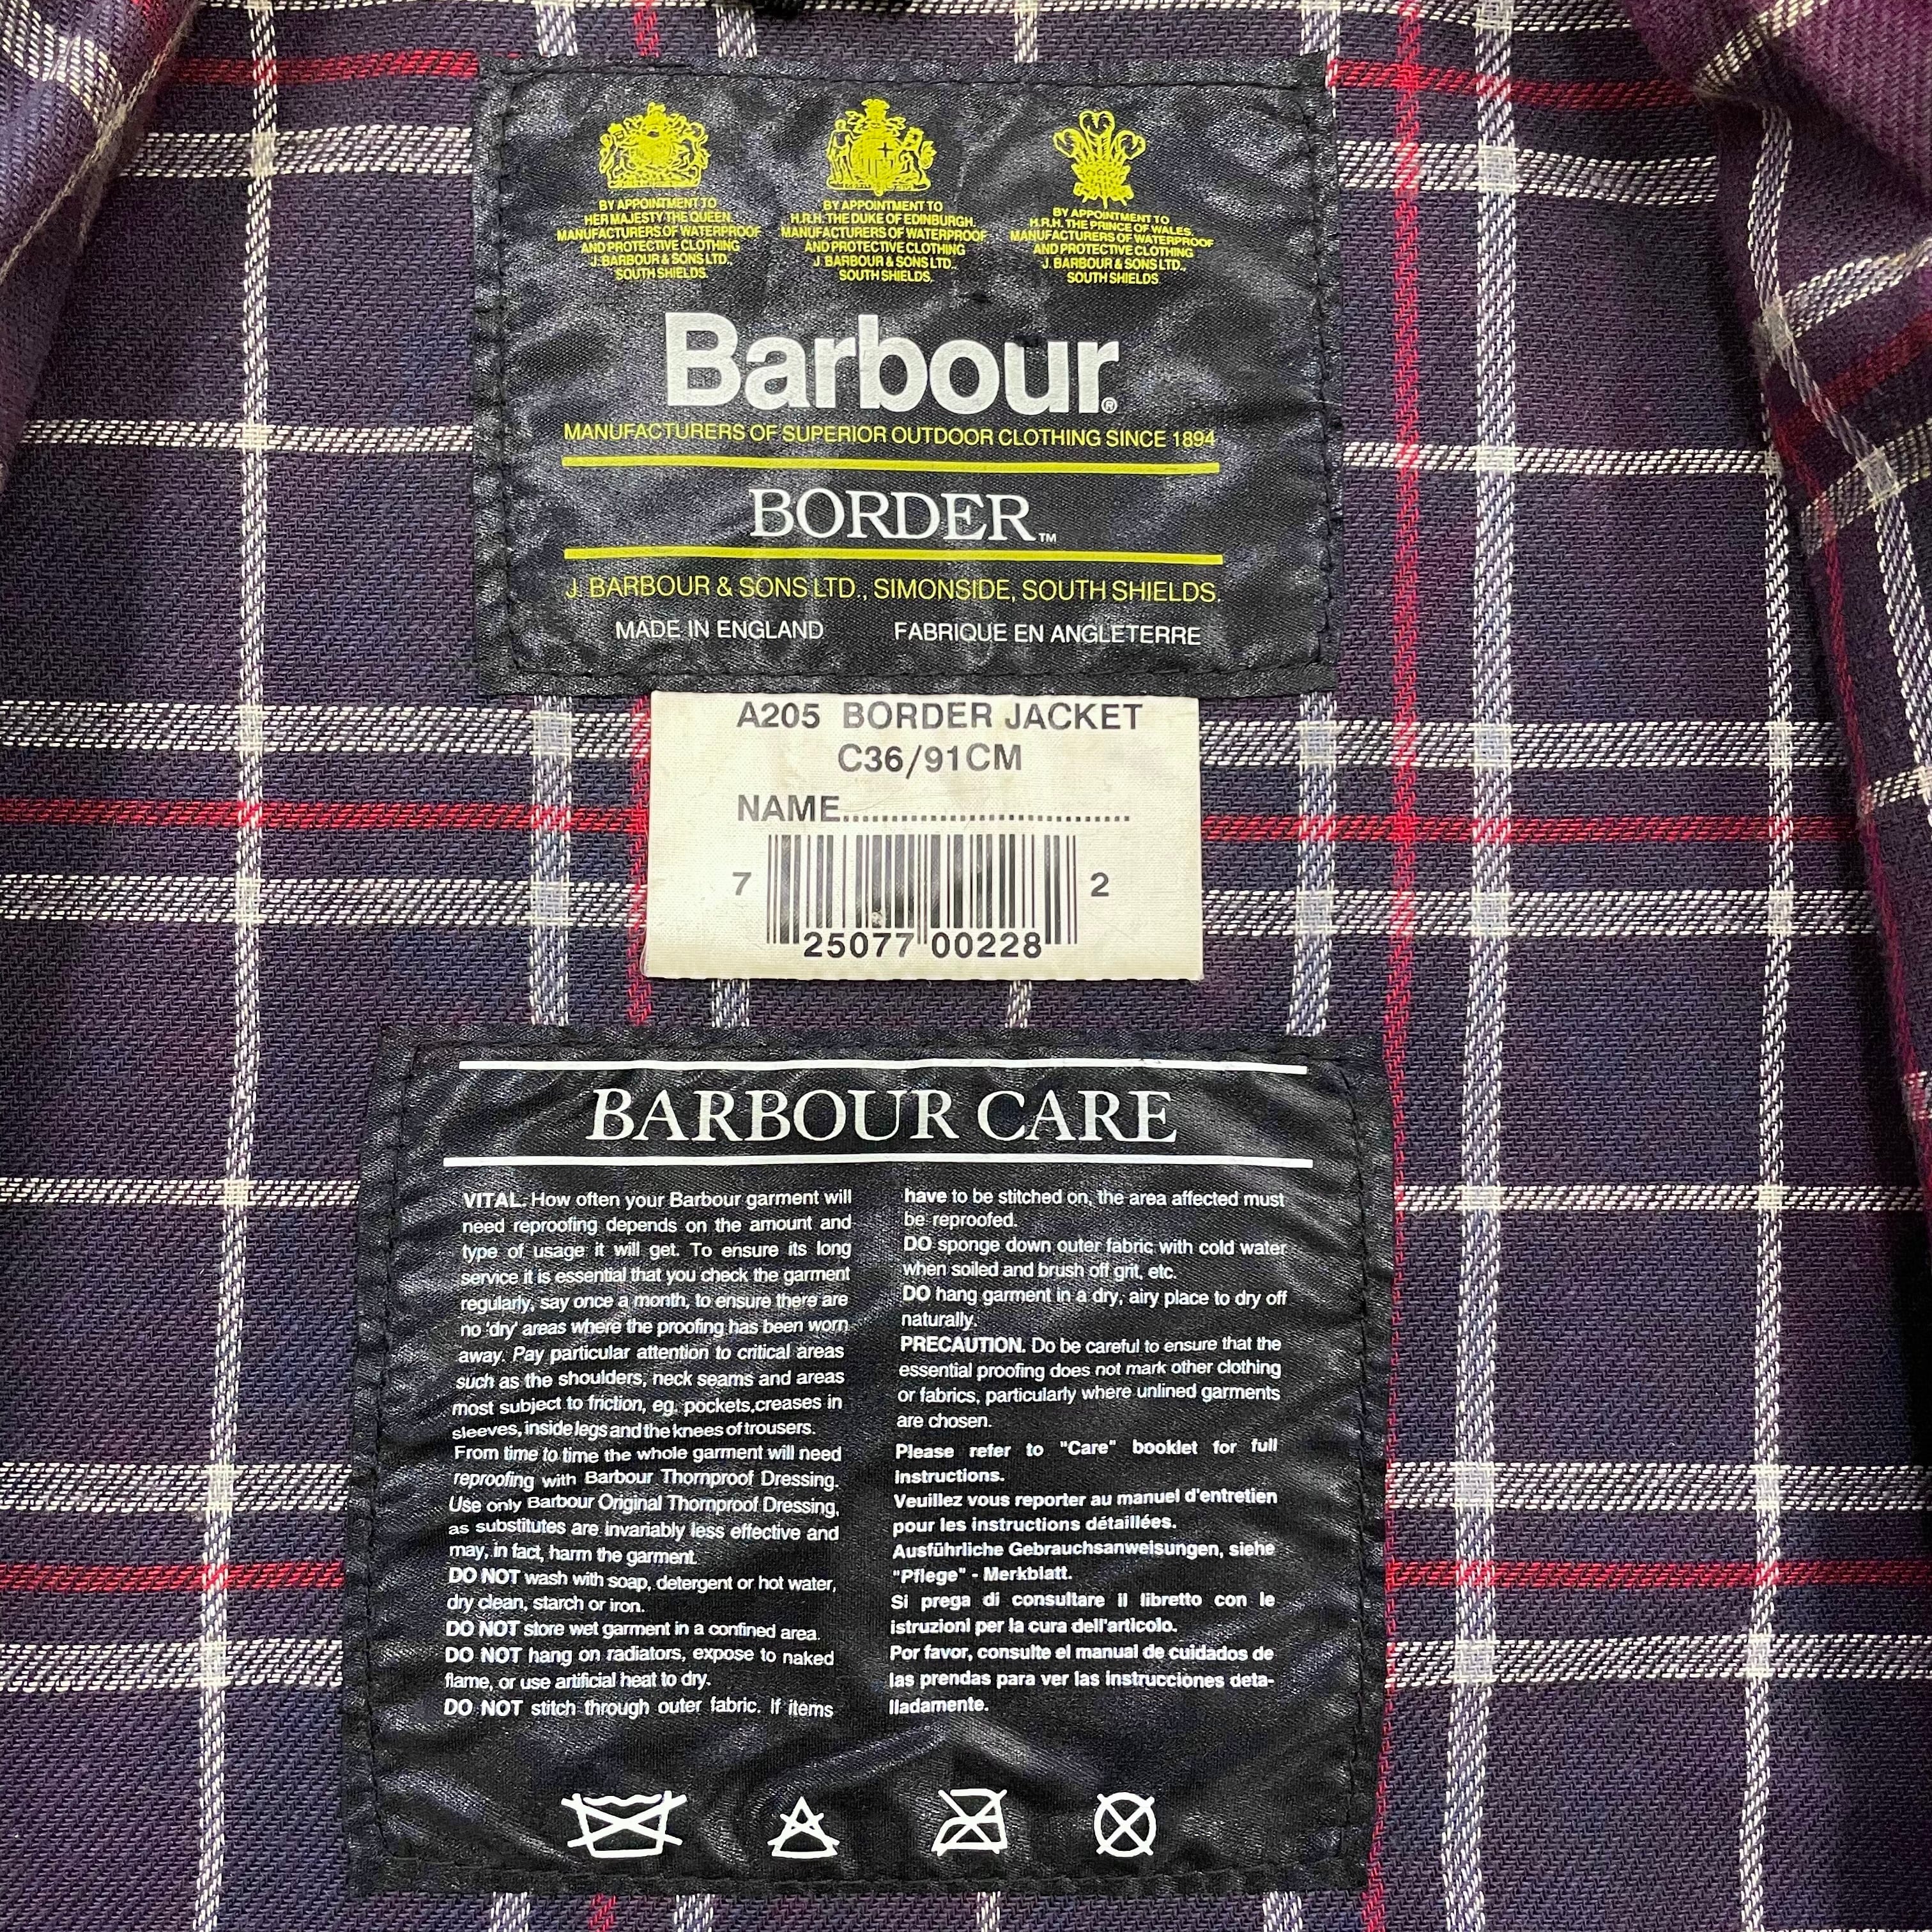 BY APPOINTMENT TO
HER MAJESTY THE QUEEN.
MANUFACTURERS OF WATERPROOF
AND PROTECTIVE CLOTHING
J. BARBOUR & SONS LTD.,
SOUTH SHIELDS.
BY APPOINTMENT TO
H.R.H. THE DUKE OF EDINBURGH.
MANUFACTURERS OF WATERPROOF
AND PROTECTIVE CLOTHING
J. BARBOUR & SONS LTD.,
SOUTH SHIELDS.
BY APPOINTMENT TO
H.R.H. THE PRINCE OF WALES.
MANUFACTURERS OF WATERPROOF
AND PROTECTIVE CLOTHING
J. BARBOUR & SONS LTD.,
SOUTH SHIELDS.
Barbour®
MANUFACTURERS OF SUPERIOR OUTDOOR CLOTHING SINCE 1894
BORDER™
J. BARBOUR & SONS LTD., SIMONSIDE, SOUTH SHIELDS.
MADE IN ENGLAND FABRIQUE EN ANGLETERRE
A205 BORDER JACKET
C36/91CM
NAME..............................
7 25077 00228 2
BARBOUR CARE
VITAL. How often your Barbour garment will
need reproofing depends on the amount and
type of usage it will get. To ensure its long
service it is essential that you check the garment
regularly, say once a month, to ensure there are
no 'dry' areas where the proofing has been worn
away. Pay particular attention to critical areas
such as the shoulders, neck seams and areas
most subject to friction, eg. pockets,creases in
sleeves, inside legs and the knees of trousers.
From time to time the whole garment will need
reproofing with Barbour Thornproof Dressing.
Use only Barbour Original Thornproof Dressing,
as substitutes are invariably less effective and
may, in fact, harm the garment.
DO NOT wash with soap, detergent or hot water,
dry clean, starch or iron.
DO NOT store wet garment in a confined area.
DO NOT hang on radiators, expose to naked
flame, or use artificial heat to dry.
DO NOT stitch through outer fabric. If items
have to be stitched on, the area affected must
be reproofed.
DO sponge down outer fabric with cold water
when soiled and brush off grit, etc.
DO hang garment in a dry, airy place to dry off
naturally.
PRECAUTION. Do be careful to ensure that the
essential proofing does not mark other clothing
or fabrics, particularly where unlined garments
are chosen.
Please refer to "Care" booklet for full
instructions.
Veuillez vous reporter au manuel d'entretien
pour les instructions détaillées.
Ausführliche Gebrauchsanweisungen, siehe
"Pflege" - Merkblatt.
Si prega di consultare il libretto con le
istruzioni per la cura dell'articolo.
Por favor, consulte el manual de cuidados de
las prendas para ver las instrucciones deta-
lladamente.